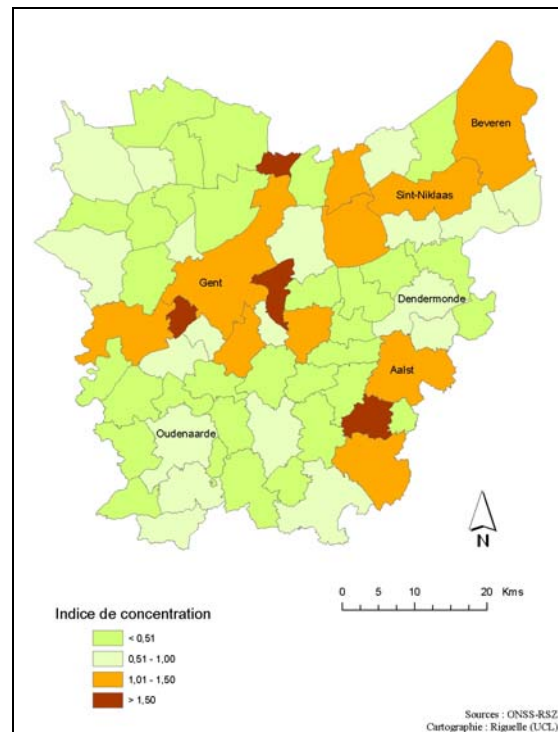 Beveren
Sint-Niklaas
Gent
Dendermonde
Aalst
Oudenaarde
N
0 5 10 20 Kms
Indice de concentration
< 0,51
0,51 - 1,00
1,01 - 1,50
> 1,50
Sources : ONSS-RSZ
Cartographie : Riguelle (UCL)